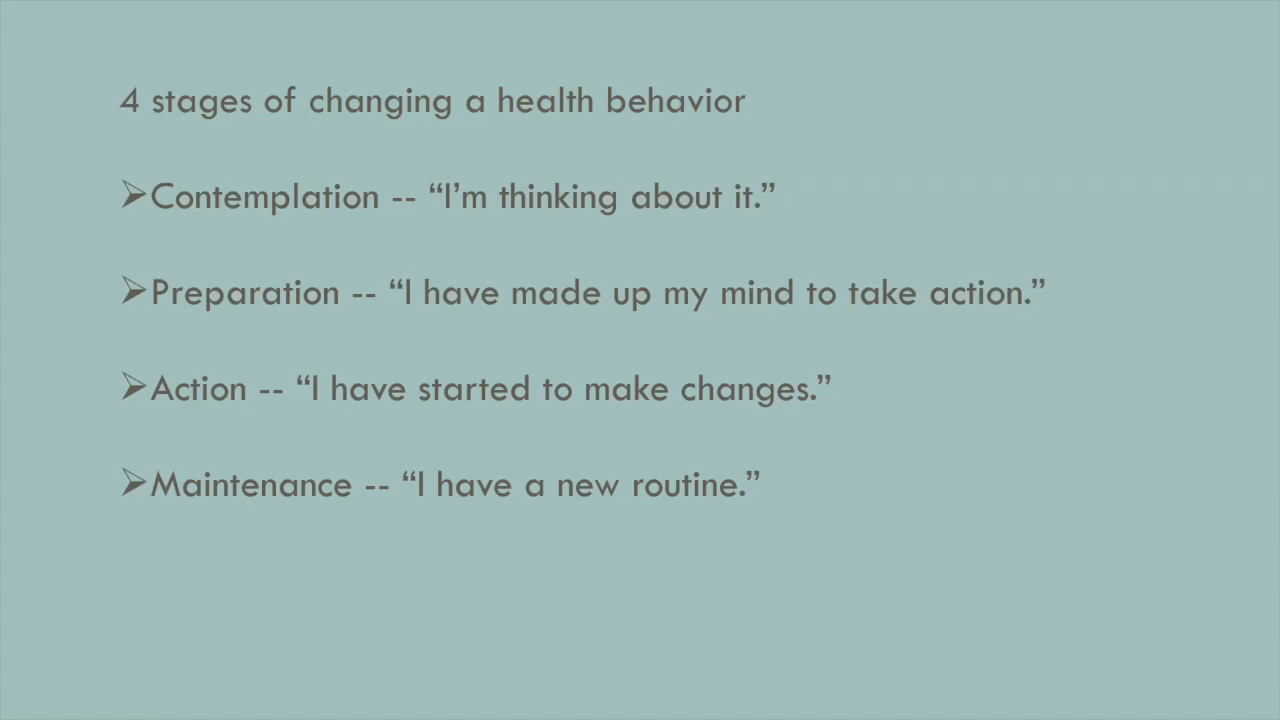 4 stages of changing a health behavior
➢Contemplation -- “I’m thinking about it.”
➢Preparation -- “I have made up my mind to take action.”
➢Action -- “I have started to make changes.”
➢Maintenance -- “I have a new routine.”